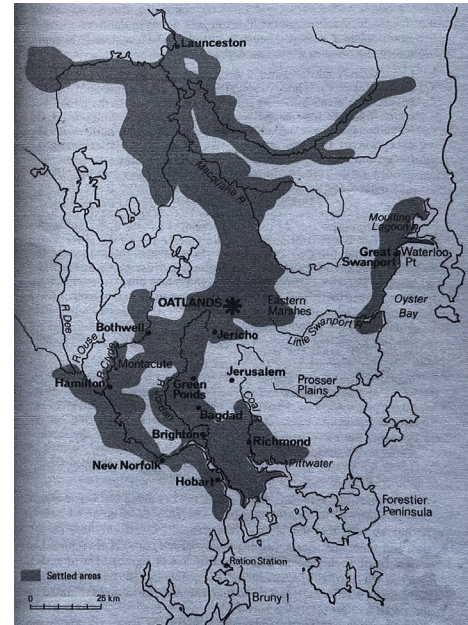 Launceston
Macquarie R
Moulting
Lagoon
Great
Swanport
Waterloo
Pt
OATLANDS
Eastern
Marshes
Oyster
Bay
Little Swanport R
Bothwell
Jericho
R Dee
R Ouse
R Clyde
Montacute
Hamilton
Green
Ponds
Jerusalem
Prosser
Plains
R Jordan
Coal R
Bagdad
Brighton
Richmond
New Norfolk
Pittwater
Hobart
Forestier
Peninsula
Ration Station
Settled areas
0 25 km
Bruny I